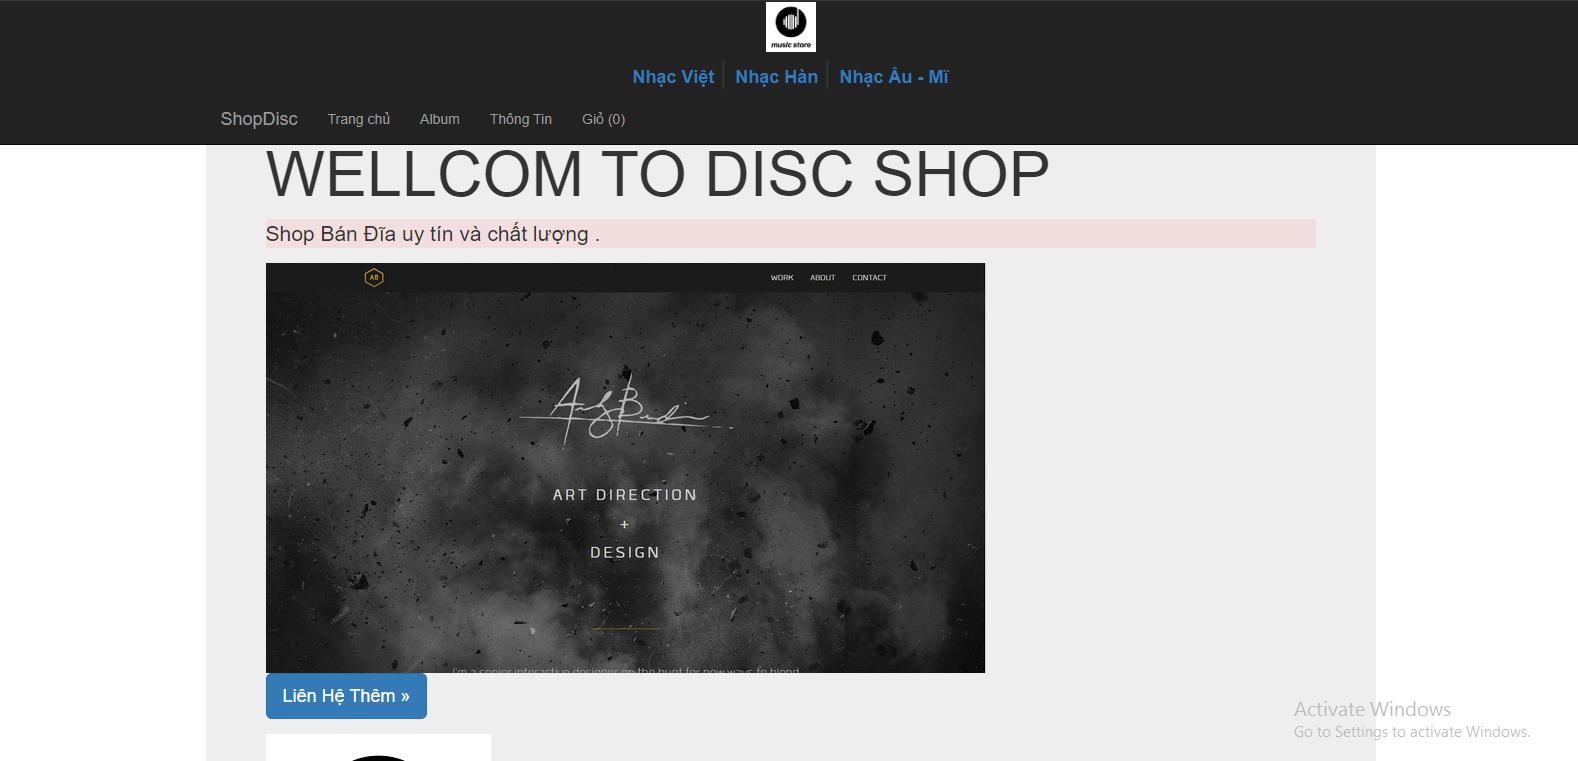 music store
Nhạc Việt Nhạc Hàn Nhạc Âu - Mĩ
ShopDisc Trang chủ Album Thông Tin Giỏ (0)
WELLCOM TO DISC SHOP
Shop Bán Đĩa uy tín và chất lượng .
AB WORK ABOUT CONTACT
ART DIRECTION
+
DESIGN
I'm a senior interactive designer on the hunt for new ways to blend
Liên Hệ Thêm »
Activate Windows
Go to Settings to activate Windows.